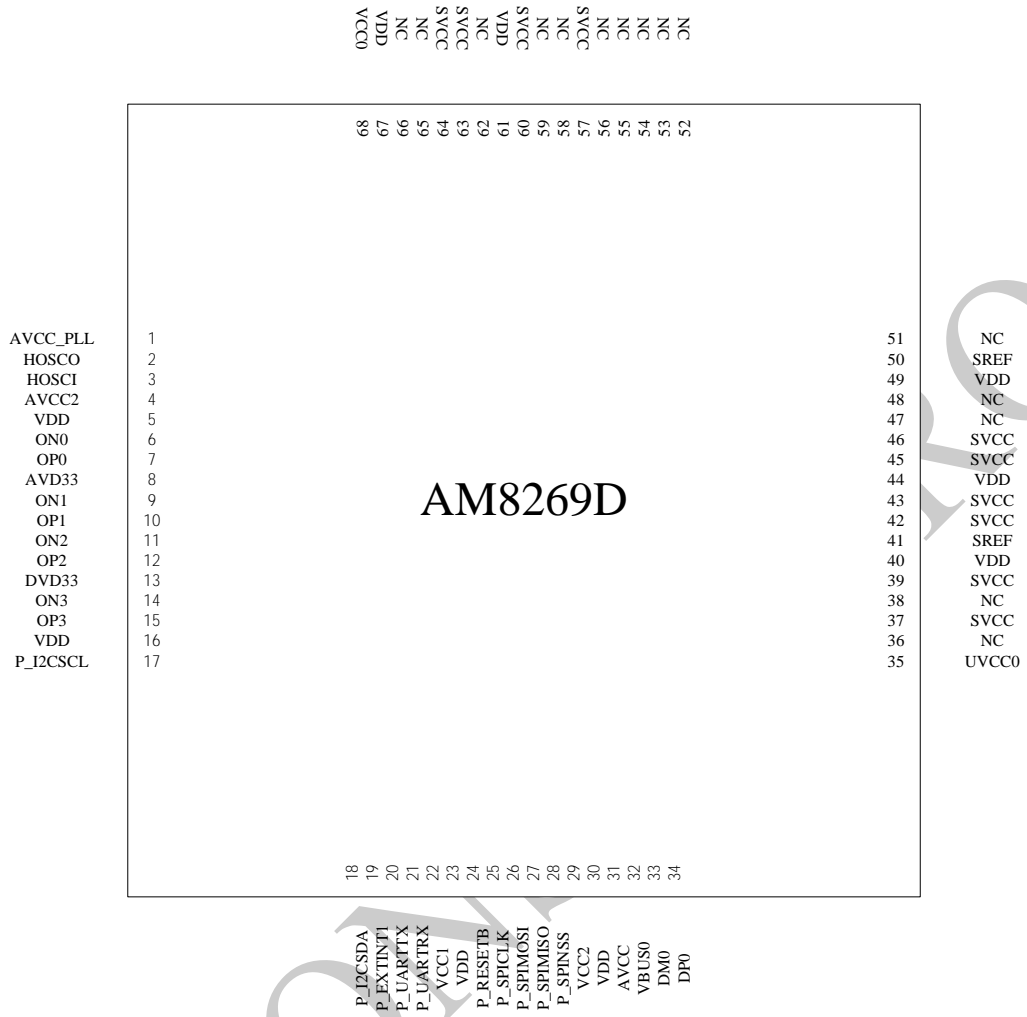 VCC0 VDD NC NC SVCC SVCC NC VDD SVCC NC NC SVCC NC NC NC NC NC
68 67 66 65 64 63 62 61 60 59 58 57 56 55 54 53 52
AVCC_PLL 1 51 NC
HOSCO 2 50 SREF
HOSCI 3 49 VDD
AVCC2 4 48 NC
VDD 5 47 NC
ON0 6 46 SVCC
OP0 7 45 SVCC
AVD33 8 44 VDD
ON1 9 43 SVCC
AM8269D
OP1 10 42 SVCC
ON2 11 41 SREF
OP2 12 40 VDD
DVD33 13 39 SVCC
ON3 14 38 NC
OP3 15 37 SVCC
VDD 16 36 NC
P_I2CSCL 17 35 UVCC0
18 19 20 21 22 23 24 25 26 27 28 29 30 31 32 33 34
P_I2CSDA P_EXTINT1 P_UARTTX P_UARTRX VCC1 VDD P_RESETB P_SPICLK P_SPIMOSI P_SPIMISO P_SPINSS VCC2 VDD AVCC VBUS0 DM0 DP0